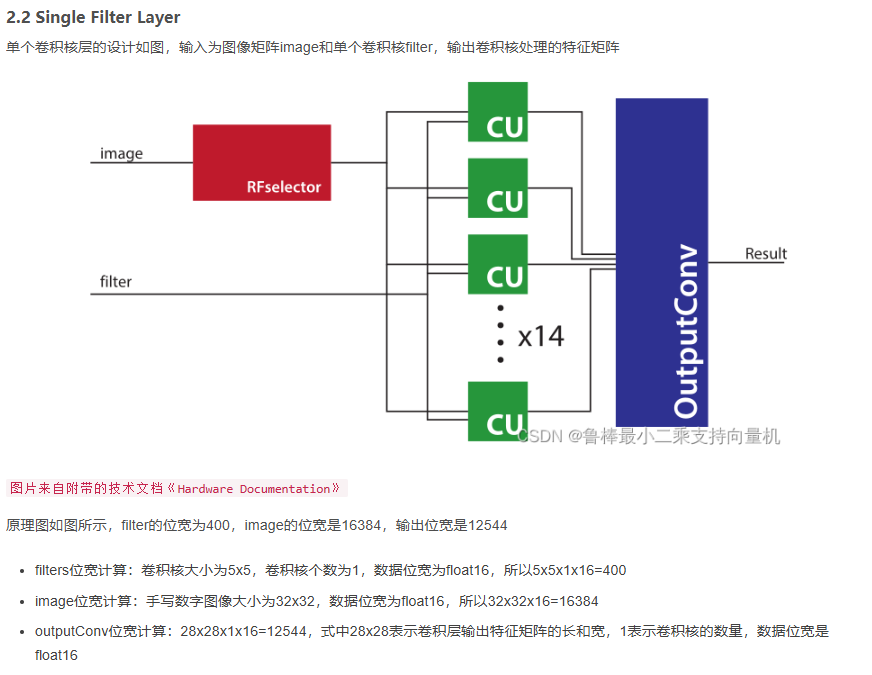 2.2 Single Filter Layer
单个卷积核层的设计如图，输入为图像矩阵image和单个卷积核filter，输出卷积核处理的特征矩阵
CU
image
RFselector
CU
CU
Result
filter
x14
OutputConv
CU
CSDN @鲁棒最小二乘支持向量机
图片来自附带的技术文档《Hardware Documentation》
原理图如图所示，filter的位宽为400，image的位宽是16384，输出位宽是12544
• filters位宽计算：卷积核大小为5x5，卷积核个数为1，数据位宽为float16，所以5x5x1x16=400
• image位宽计算：手写数字图像大小为32x32，数据位宽为float16，所以32x32x16=16384
• outputConv位宽计算：28x28x1x16=12544，式中28x28表示卷积层输出特征矩阵的长和宽，1表示卷积核的数量，数据位宽是
float16